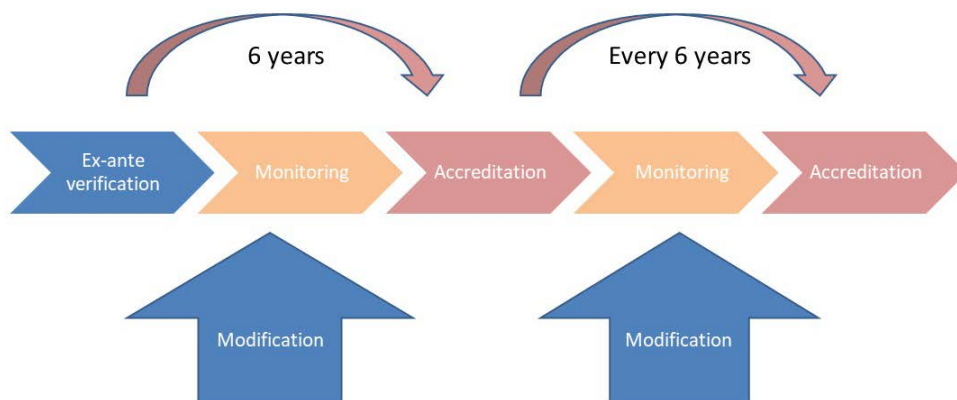 6 years
Every 6 years
Ex-ante
verification
Monitoring
Accreditation
Monitoring
Accreditation
Modification
Modification